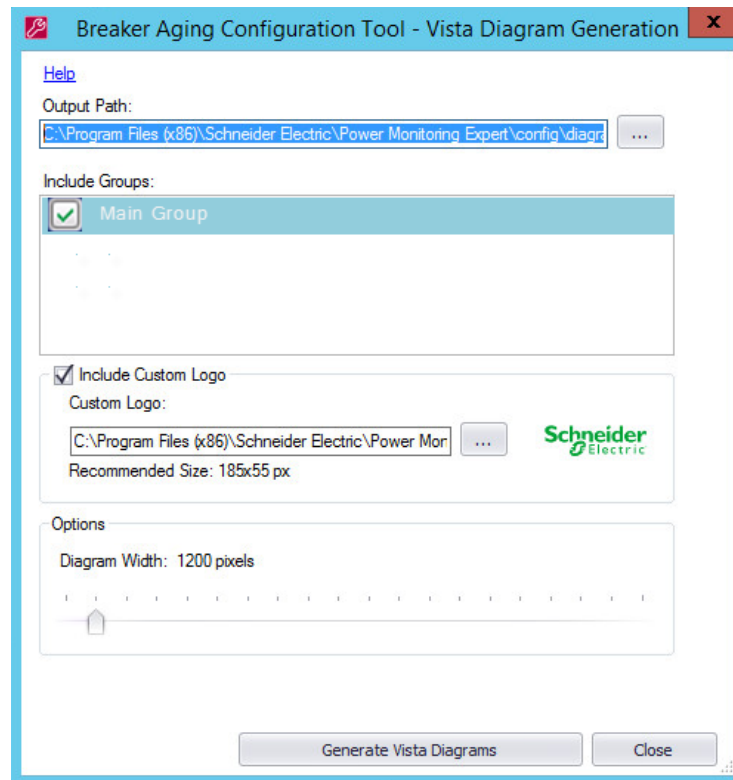 Breaker Aging Configuration Tool - Vista Diagram Generation x
Help
Output Path:
C:\Program Files (x86)\Schneider Electric\Power Monitoring Expert\config\diagra ...
Include Groups:
Main Group
Include Custom Logo
Custom Logo:
C:\Program Files (x86)\Schneider Electric\Power Mor ...
Schneider
Electric
Recommended Size: 185x55 px
Options
Diagram Width: 1200 pixels
Generate Vista Diagrams Close